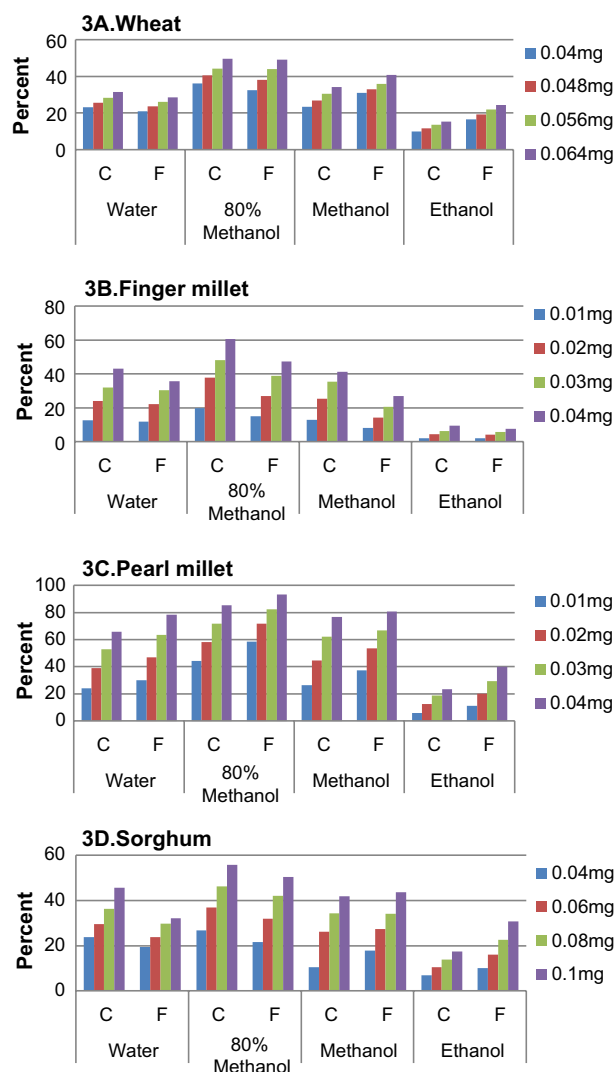 3A.Wheat
Percent
60
40
20
0
C F C F C F C F
Water 80% Methanol Methanol Ethanol
0.04mg
0.048mg
0.056mg
0.064mg
3B.Finger millet
Percent
80
60
40
20
0
C F C F C F C F
Water 80% Methanol Methanol Ethanol
0.01mg
0.02mg
0.03mg
0.04mg
3C.Pearl millet
Percent
100
80
60
40
20
0
C F C F C F C F
Water 80% Methanol Methanol Ethanol
0.01mg
0.02mg
0.03mg
0.04mg
3D.Sorghum
Percent
60
40
20
0
C F C F C F C F
Water 80% Methanol Methanol Ethanol
0.04mg
0.06mg
0.08mg
0.1mg